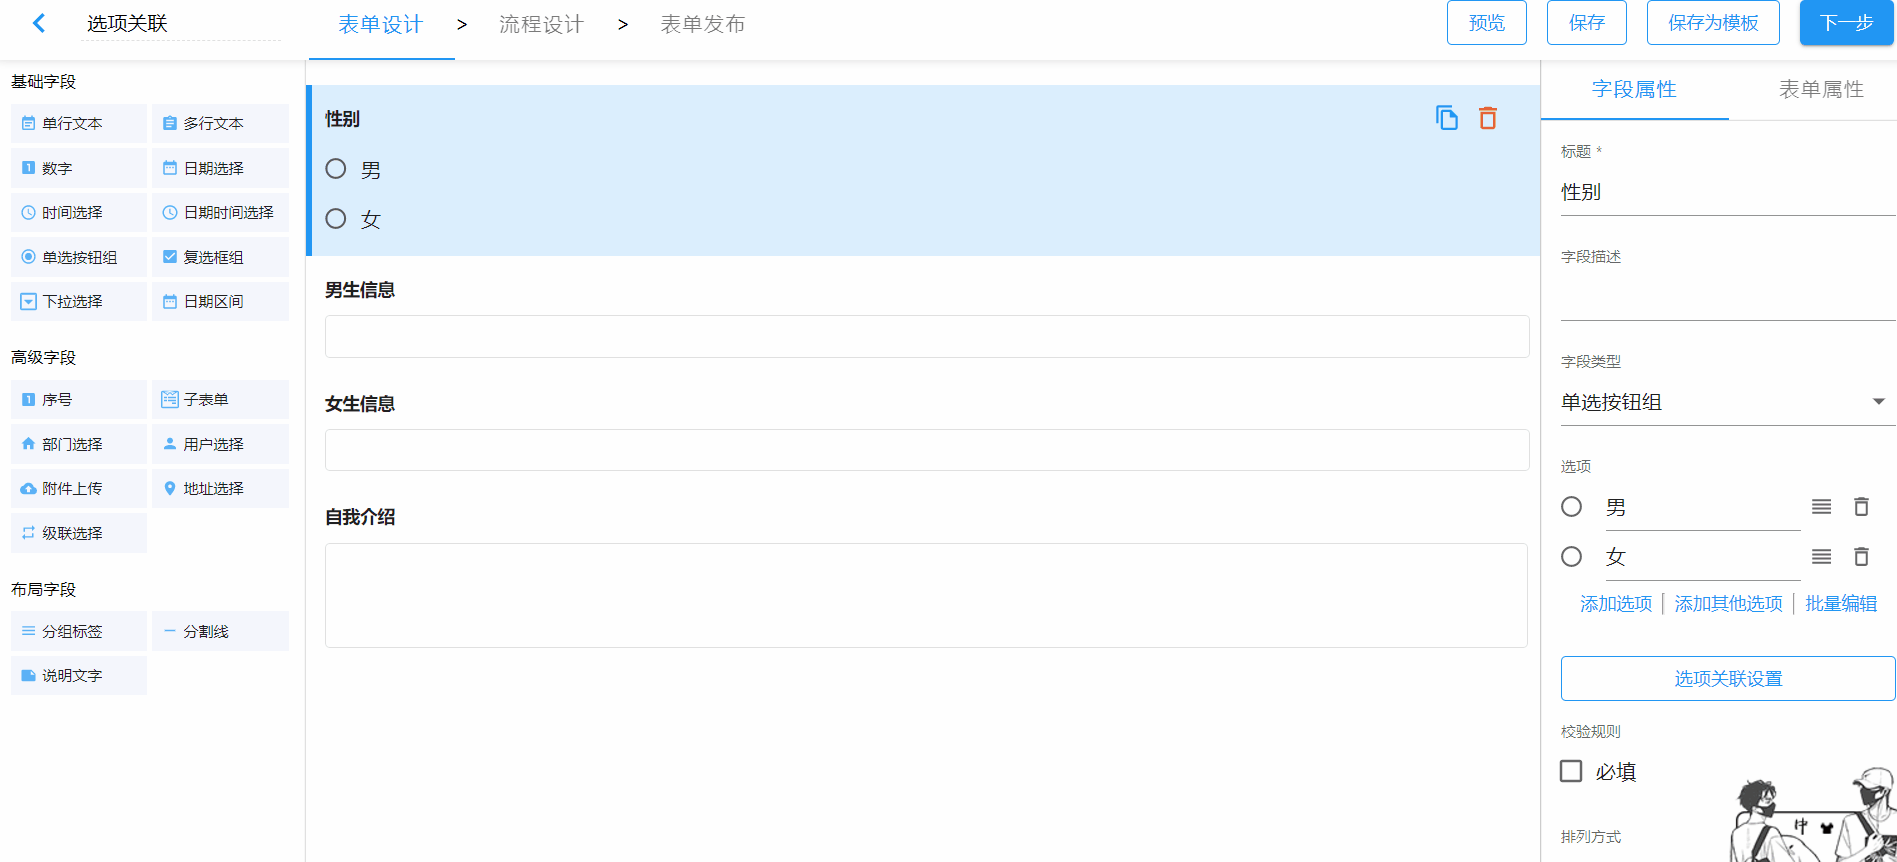 选项关联
表单设计 > 流程设计 > 表单发布
预览
保存
保存为模板
下一步
基础字段
单行文本
多行文本
数字
日期选择
时间选择
日期时间选择
单选按钮组
复选框组
下拉选择
日期区间
高级字段
序号
子表单
部门选择
用户选择
附件上传
地址选择
级联选择
布局字段
分组标签
分割线
说明文字
性别
男
女
男生信息
女生信息
自我介绍
字段属性
表单属性
标题 *
性别
字段描述
字段类型
单选按钮组
选项
男
女
添加选项
添加其他选项
批量编辑
选项关联设置
校验规则
必填
排列方式